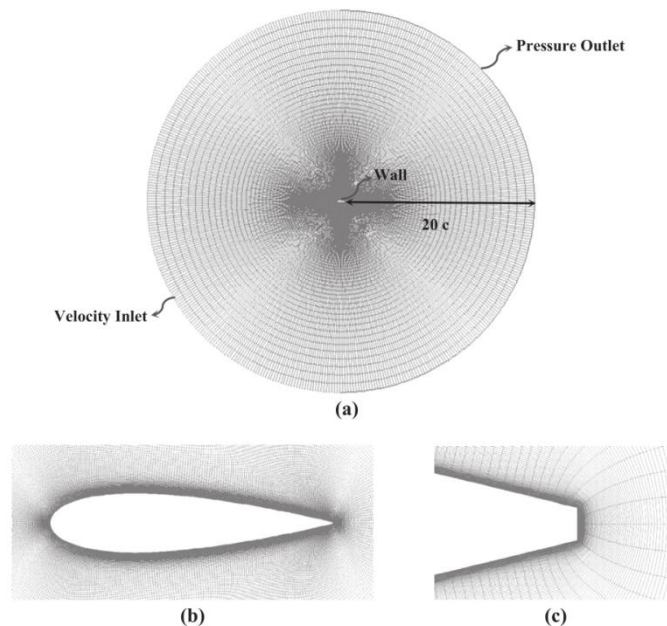 Pressure Outlet
Wall
20 c
Velocity Inlet
(a)
(b)
(c)